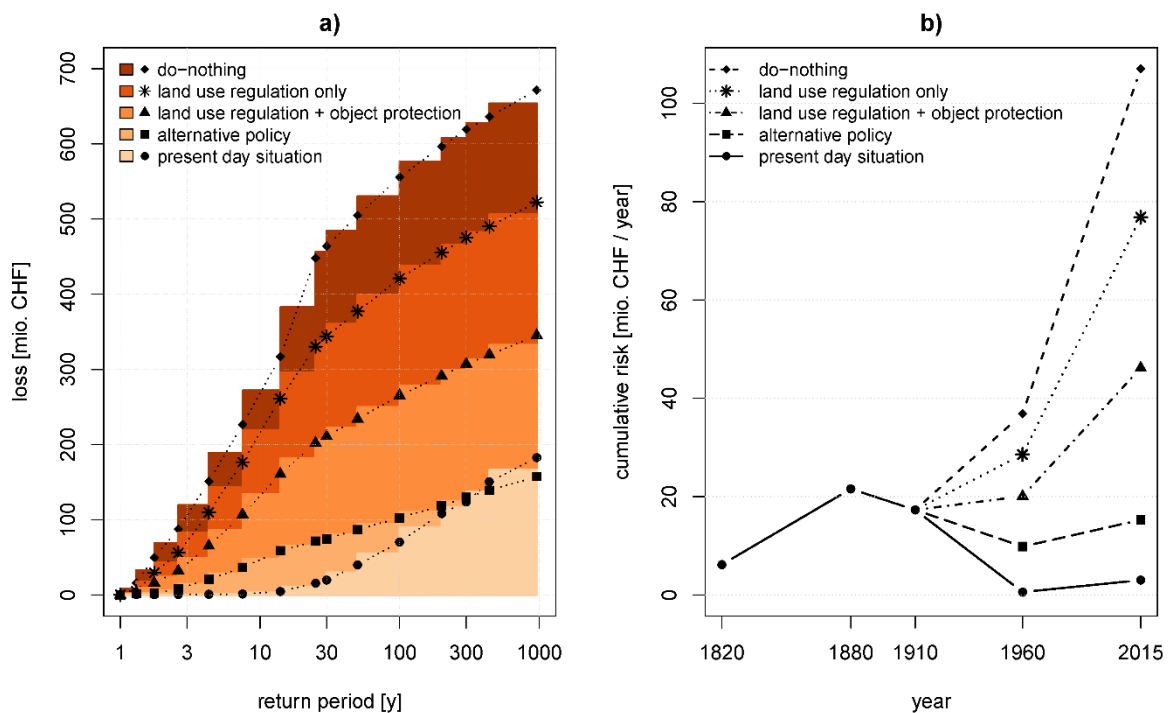 a)
loss [mio. CHF]
700
600
500
400
300
200
100
0
do−nothing
land use regulation only
land use regulation + object protection
alternative policy
present day situation
1
3
10
30
100
300
1000
return period [y]
b)
cumulative risk [mio. CHF / year]
100
80
60
40
20
0
do−nothing
land use regulation only
land use regulation + object protection
alternative policy
present day situation
1820
1880
1910
1960
2015
year